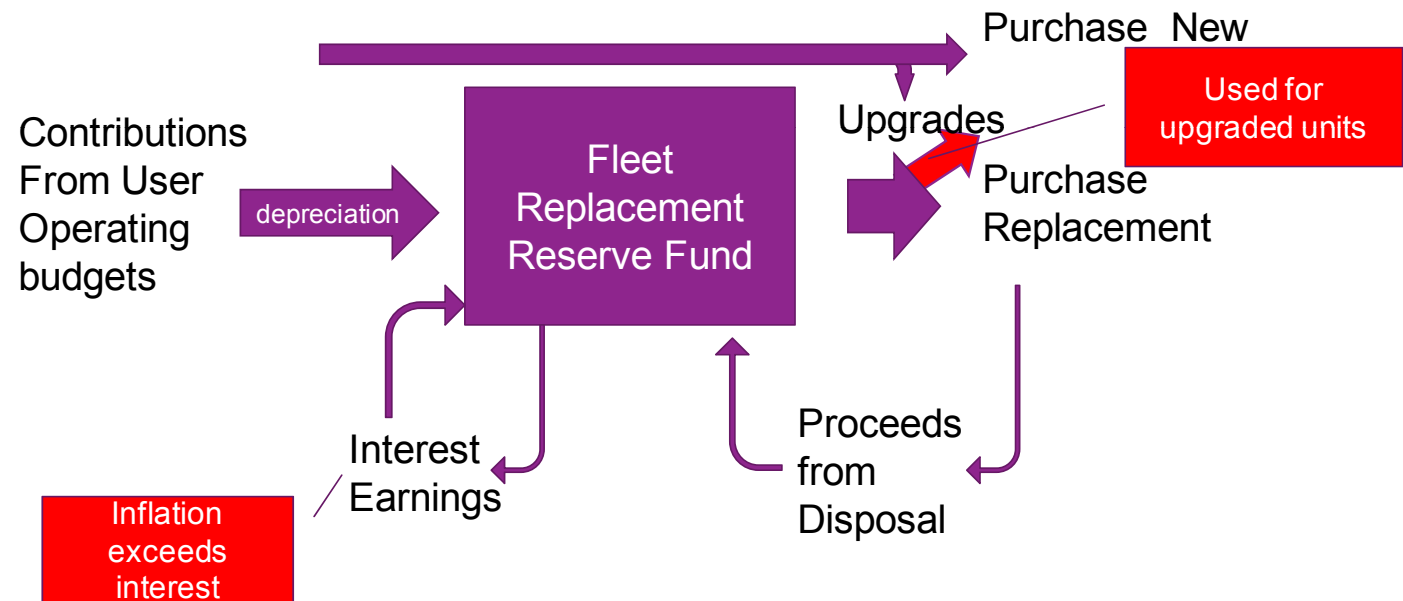 Purchase New
Used for
upgraded units
Upgrades
Contributions
From User
Operating
budgets
depreciation
Fleet
Replacement
Reserve Fund
Purchase
Replacement
Interest
Earnings
Proceeds
from
Disposal
Inflation
exceeds
interest